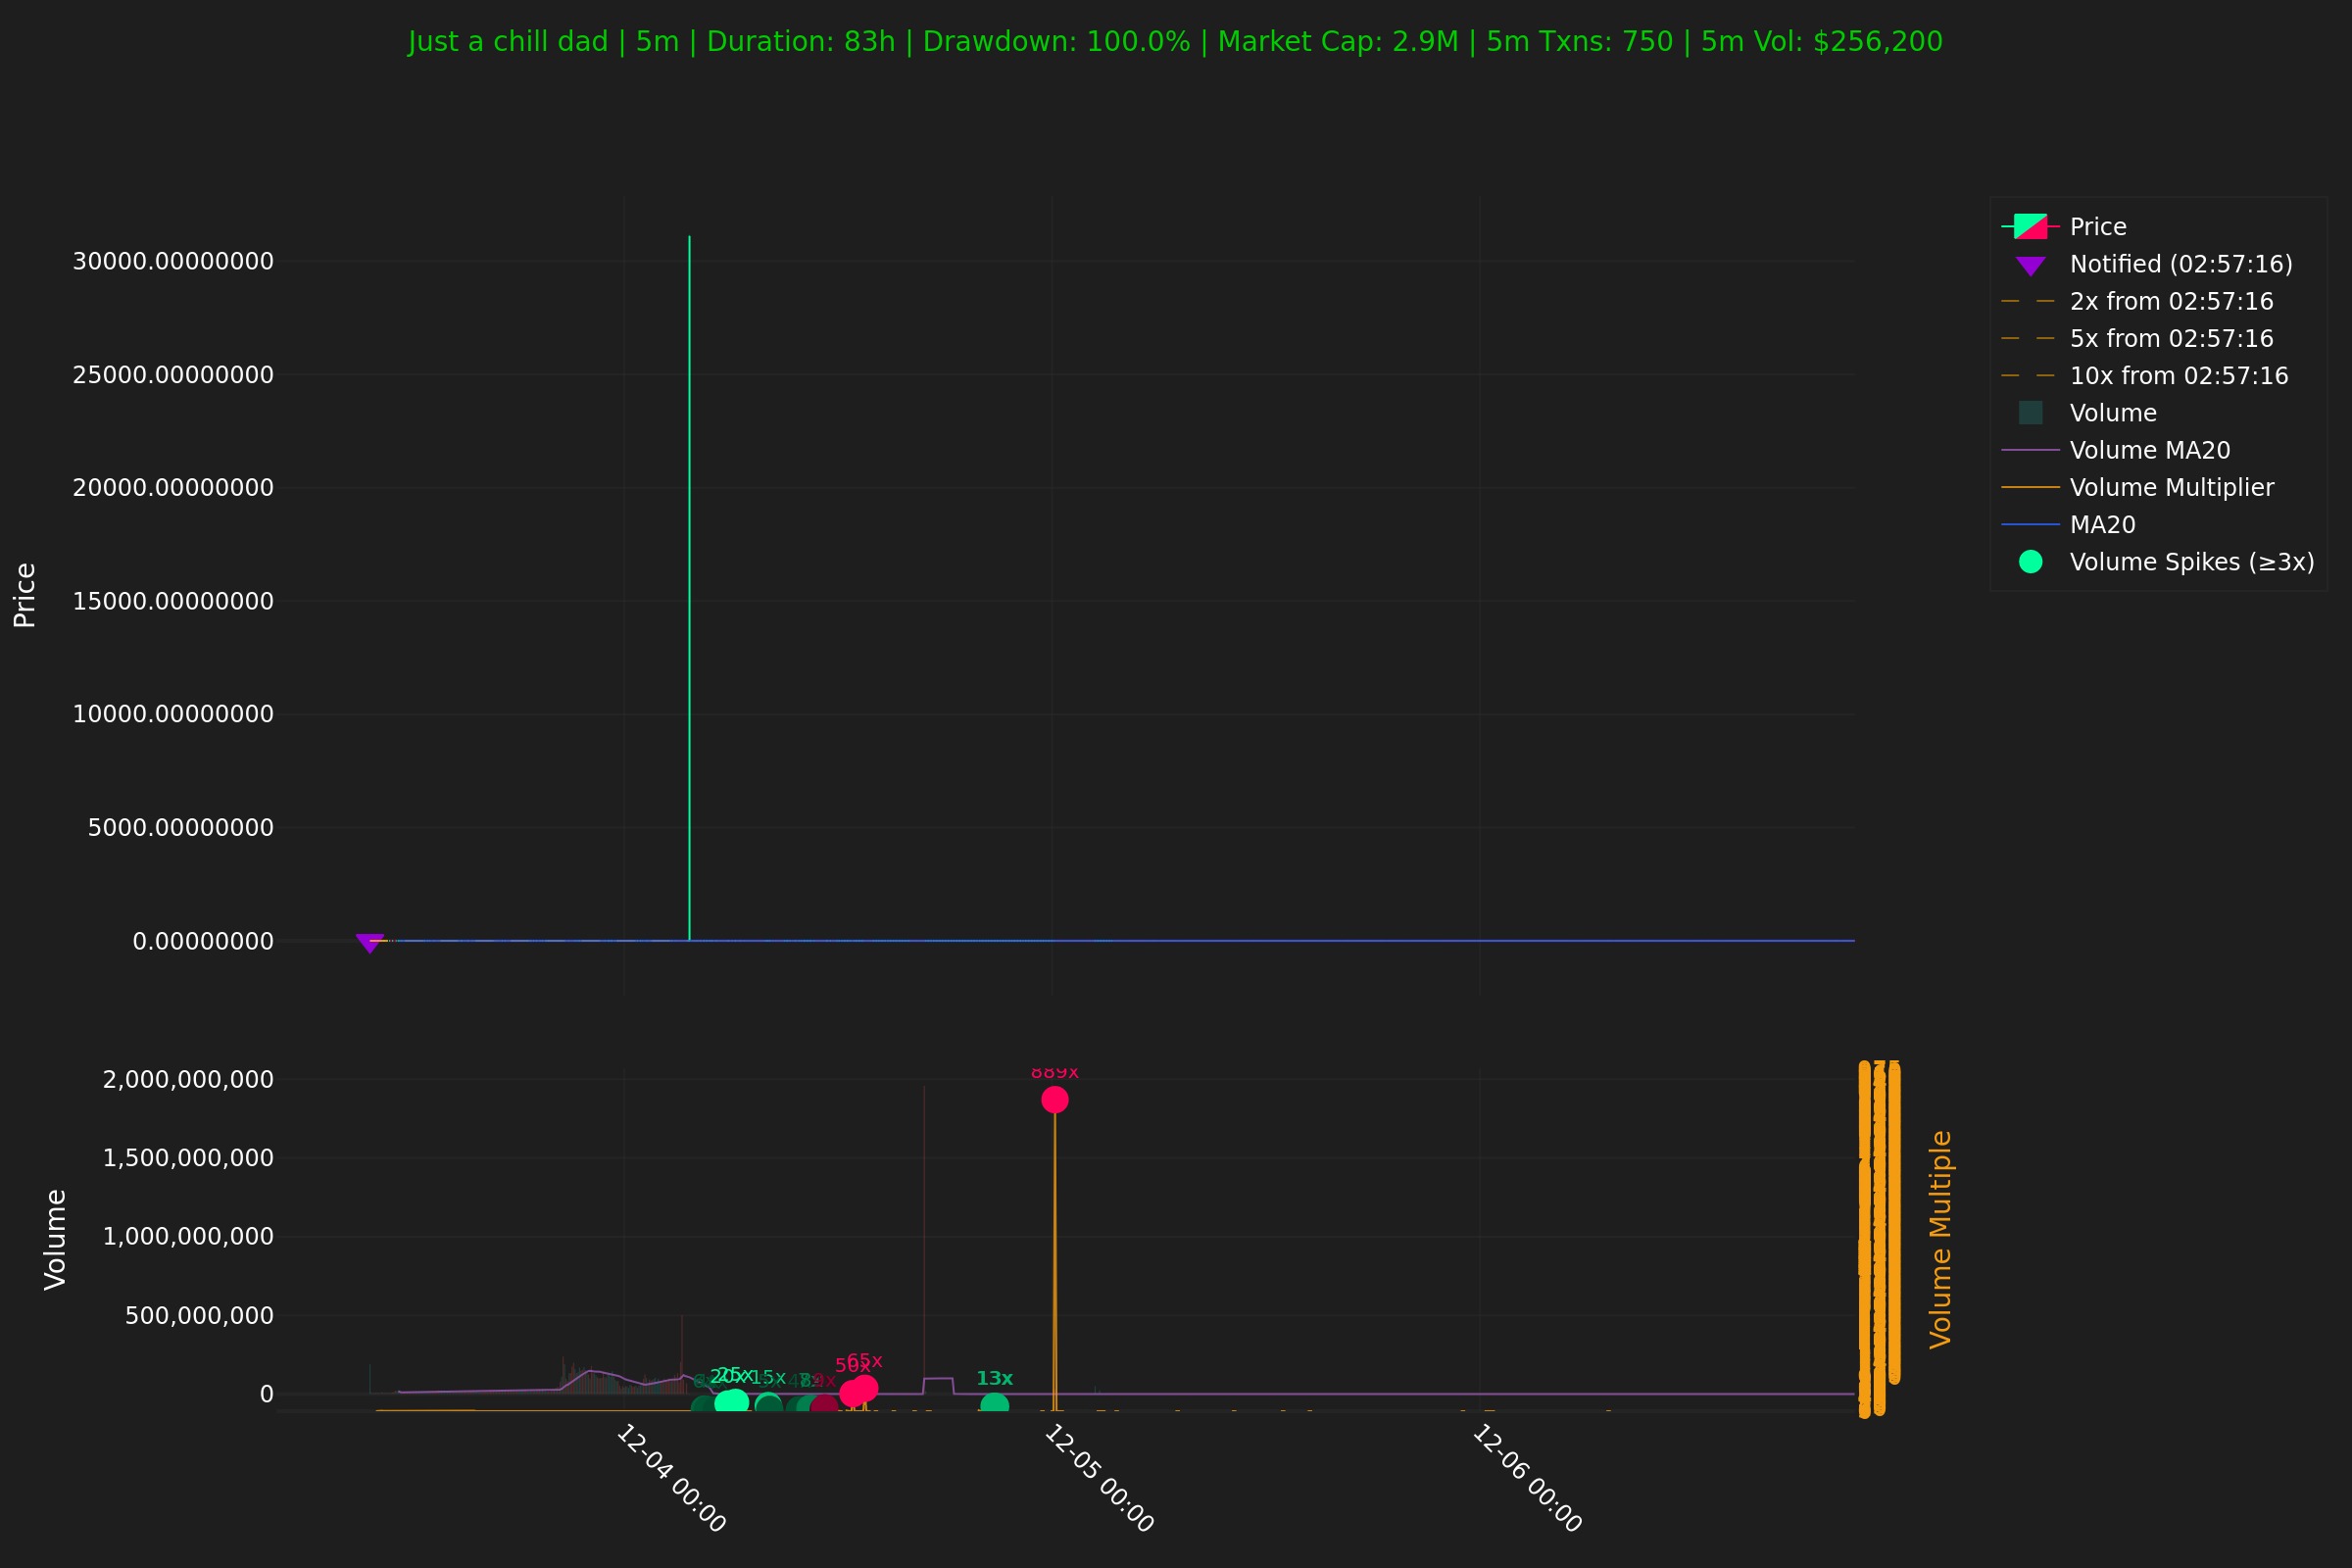 Just a chill dad | 5m | Duration: 83h | Drawdown: 100.0% | Market Cap: 2.9M | 5m Txns: 750 | 5m Vol: $256,200
Price
30000.00000000
25000.00000000
20000.00000000
15000.00000000
10000.00000000
5000.00000000
0.00000000
Price
Notified (02:57:16)
2x from 02:57:16
5x from 02:57:16
10x from 02:57:16
Volume
Volume MA20
Volume Multiplier
MA20
Volume Spikes (≥3x)
Volume
2,000,000,000
1,500,000,000
1,000,000,000
500,000,000
0
889x
65x
50x
25x
20x
15x
13x
Volume Multiple
12-04 00:00
12-05 00:00
12-06 00:00